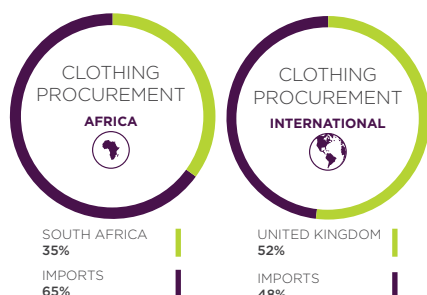 CLOTHING
PROCUREMENT
AFRICA
SOUTH AFRICA
35%
IMPORTS
65%
CLOTHING
PROCUREMENT
INTERNATIONAL
UNITED KINGDOM
52%
IMPORTS
48%